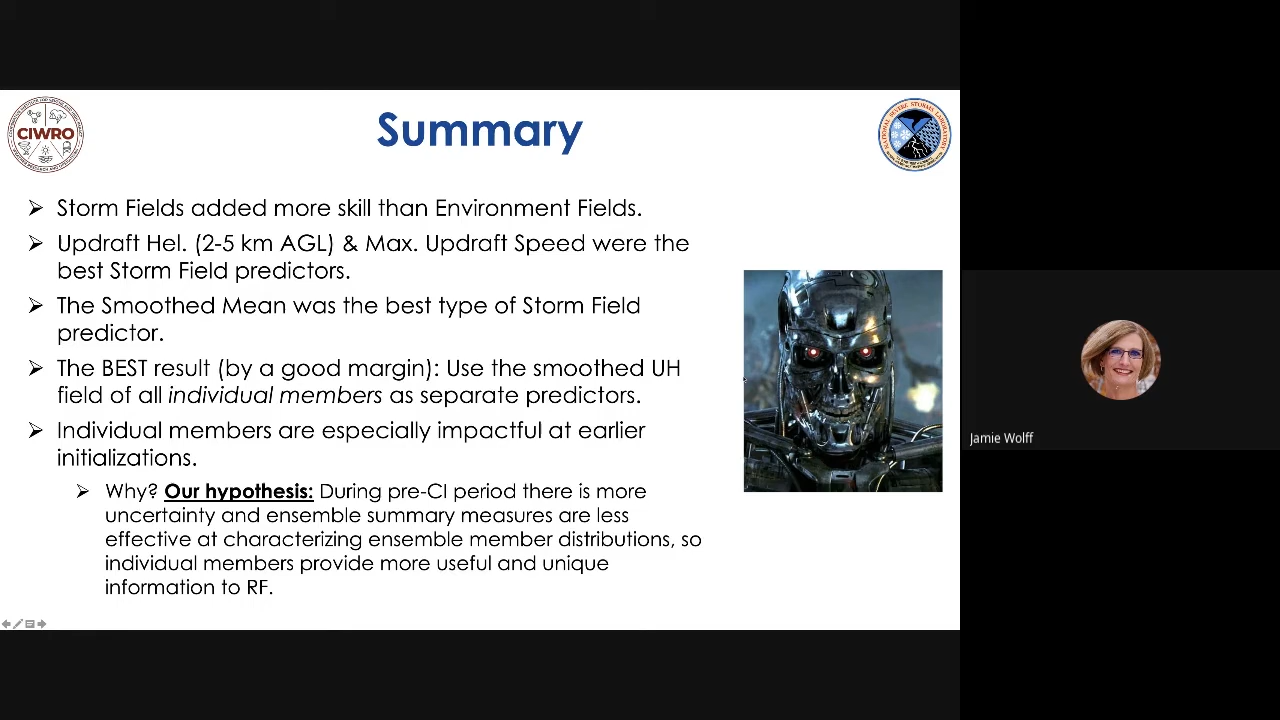 CIWRO
Summary
NATIONAL SEVERE STORMS LABORATORY
➢ Storm Fields added more skill than Environment Fields.
➢ Updraft Hel. (2-5 km AGL) & Max. Updraft Speed were the
best Storm Field predictors.
➢ The Smoothed Mean was the best type of Storm Field
predictor.
➢ The BEST result (by a good margin): Use the smoothed UH
field of all individual members as separate predictors.
➢ Individual members are especially impactful at earlier
initializations.
➢ Why? Our hypothesis: During pre-CI period there is more
uncertainty and ensemble summary measures are less
effective at characterizing ensemble member distributions, so
individual members provide more useful and unique
information to RF.
Jamie Wolff